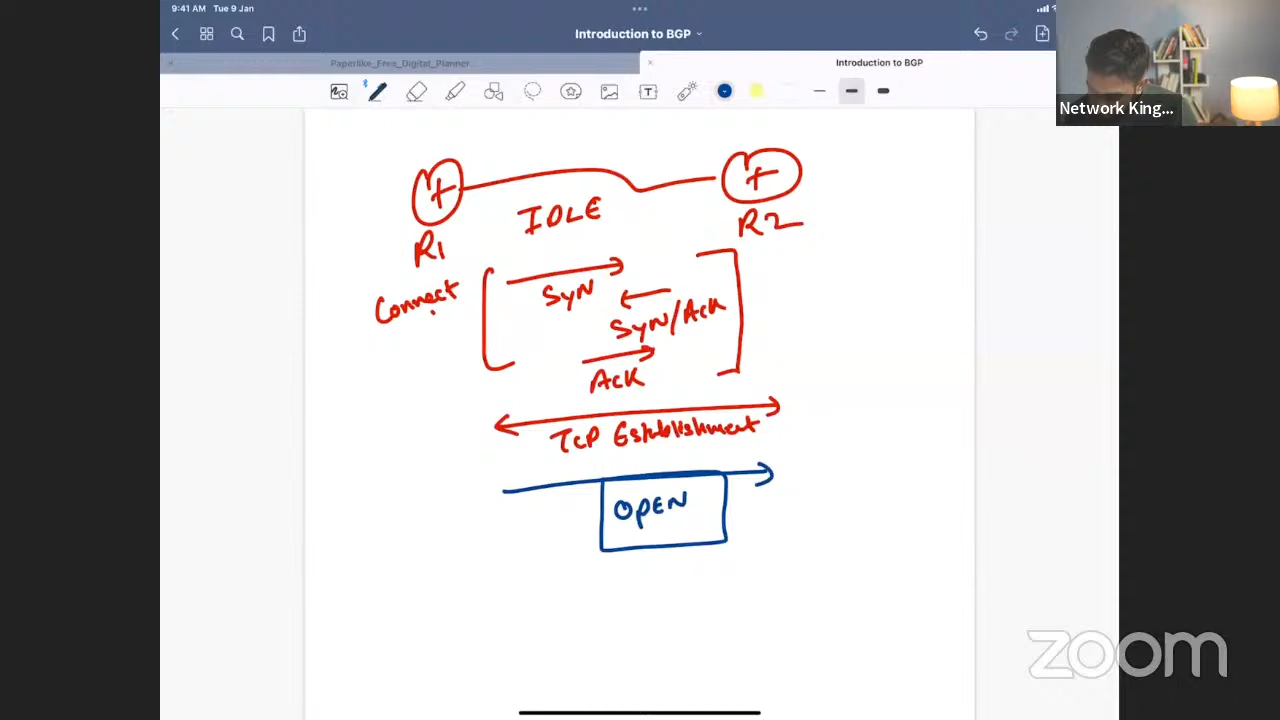 9:41 AM Tue 9 Jan
Introduction to BGP
Paperlike_Free_Digital_Planner...
Introduction to BGP
T
Network King...
R1
R2
IDLE
Connect
SYN
SYN/Ack
Ack
TCP Establishment
OPEN
zoom